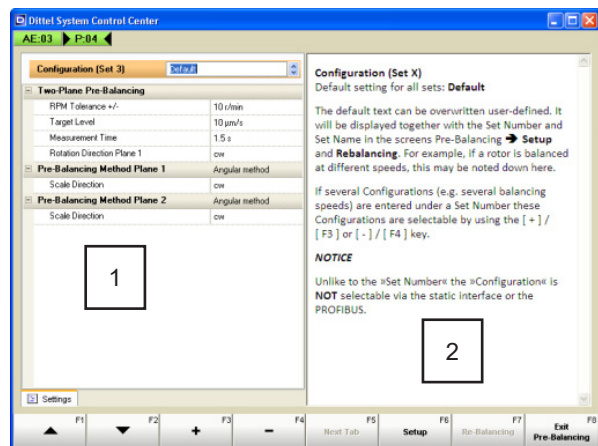 Dittel System Control Center
AE:03 P:04
Configuration (Set 3) Default
Two-Plane Pre-Balancing
RPM Tolerance +/- 10 r/min
Target Level 10 µm/s
Measurement Time 1.5 s
Rotation Direction Plane 1 cw
Pre-Balancing Method Plane 1 Angular method
Scale Direction cw
Pre-Balancing Method Plane 2 Angular method
Scale Direction cw
1
Settings
Configuration (Set X)
Default setting for all sets: Default
The default text can be overwritten user-defined. It
will be displayed together with the Set Number and
Set Name in the screens Pre-Balancing ➔ Setup
and Rebalancing. For example, if a rotor is balanced
at different speeds, this may be noted down here.
If several Configurations (e.g. several balancing
speeds) are entered under a Set Number these
Configurations are selectable by using the [ + ] /
[ F3 ] or [ - ] / [ F4 ] key.
NOTICE
Unlike to the »Set Number« the »Configuration« is
NOT selectable via the static interface or the
PROFIBUS.
2
F1 F2 F3 F4 F5 F6 F7 F8
+ - Next Tab Setup Re-Balancing Exit
Pre-Balancing